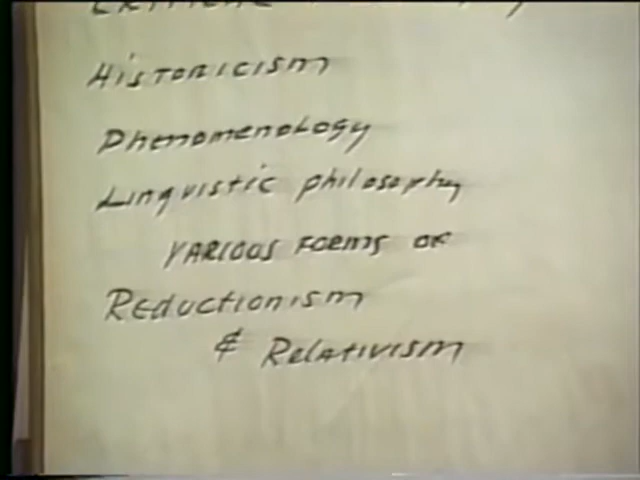 Historicism
Phenomenology
Linguistic philosophy
VARIOUS FORMS OF
Reductionism
& Relativism